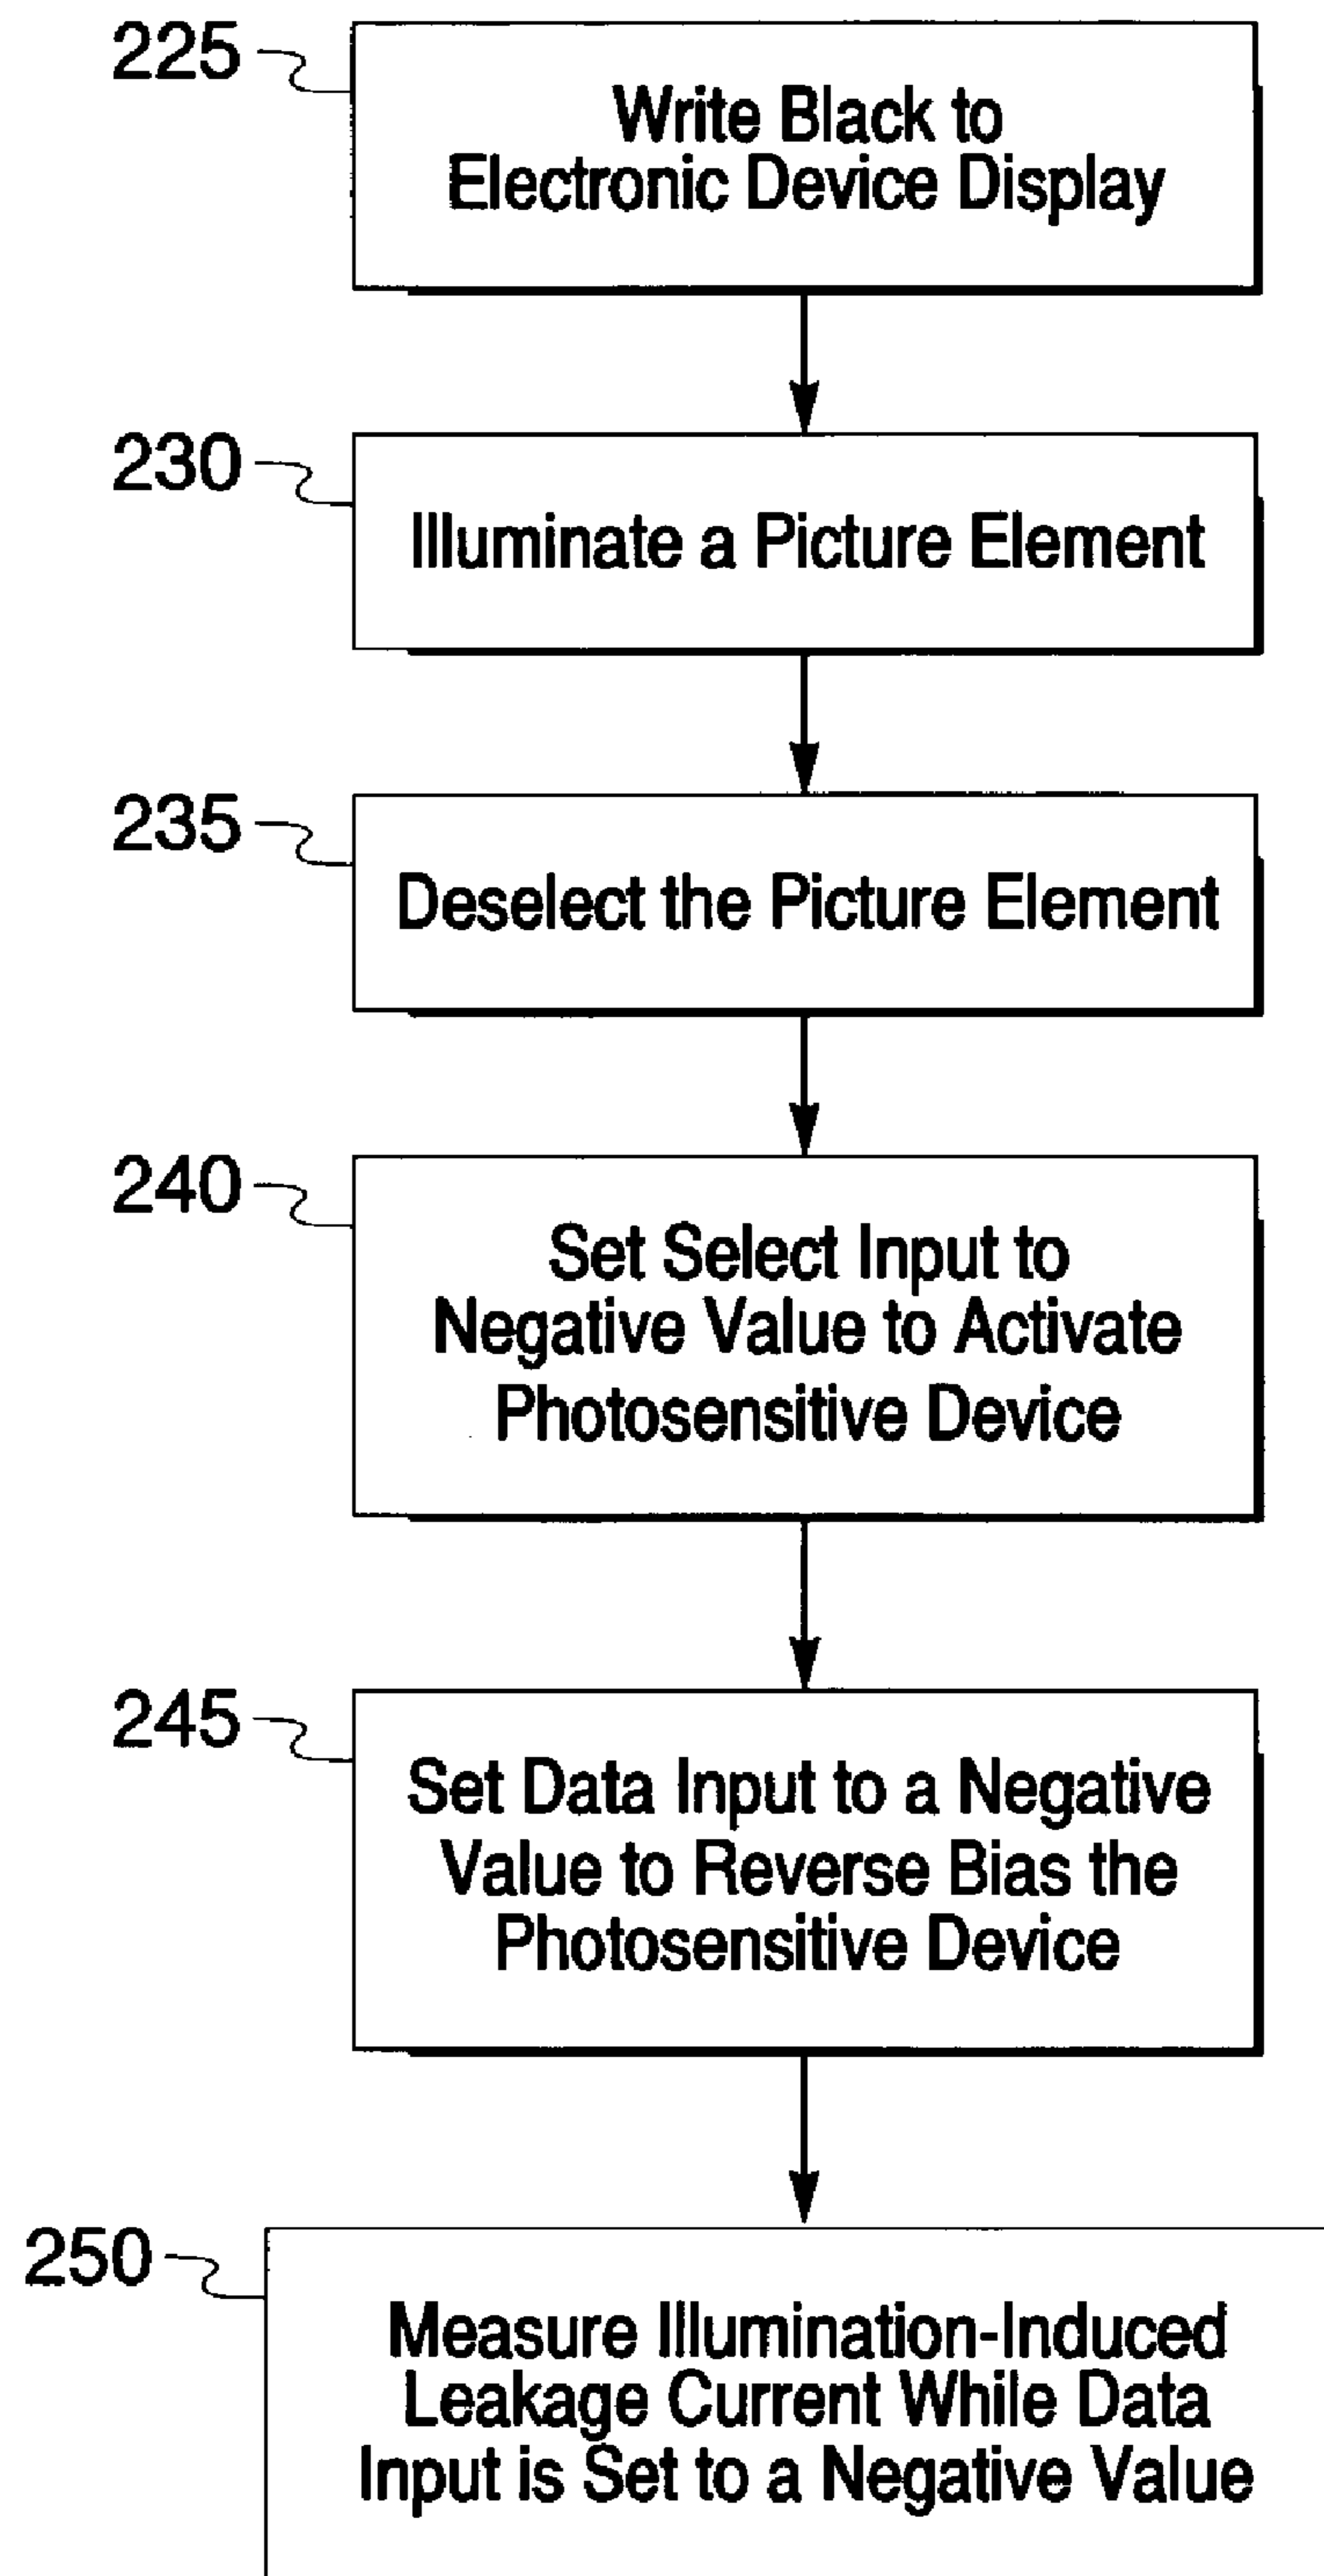 225
Write Black to
Electronic Device Display
230
Illuminate a Picture Element
235
Deselect the Picture Element
240
Set Select Input to
Negative Value to Activate
Photosensitive Device
245
Set Data Input to a Negative
Value to Reverse Bias the
Photosensitive Device
250
Measure Illumination-Induced
Leakage Current While Data
Input is Set to a Negative Value